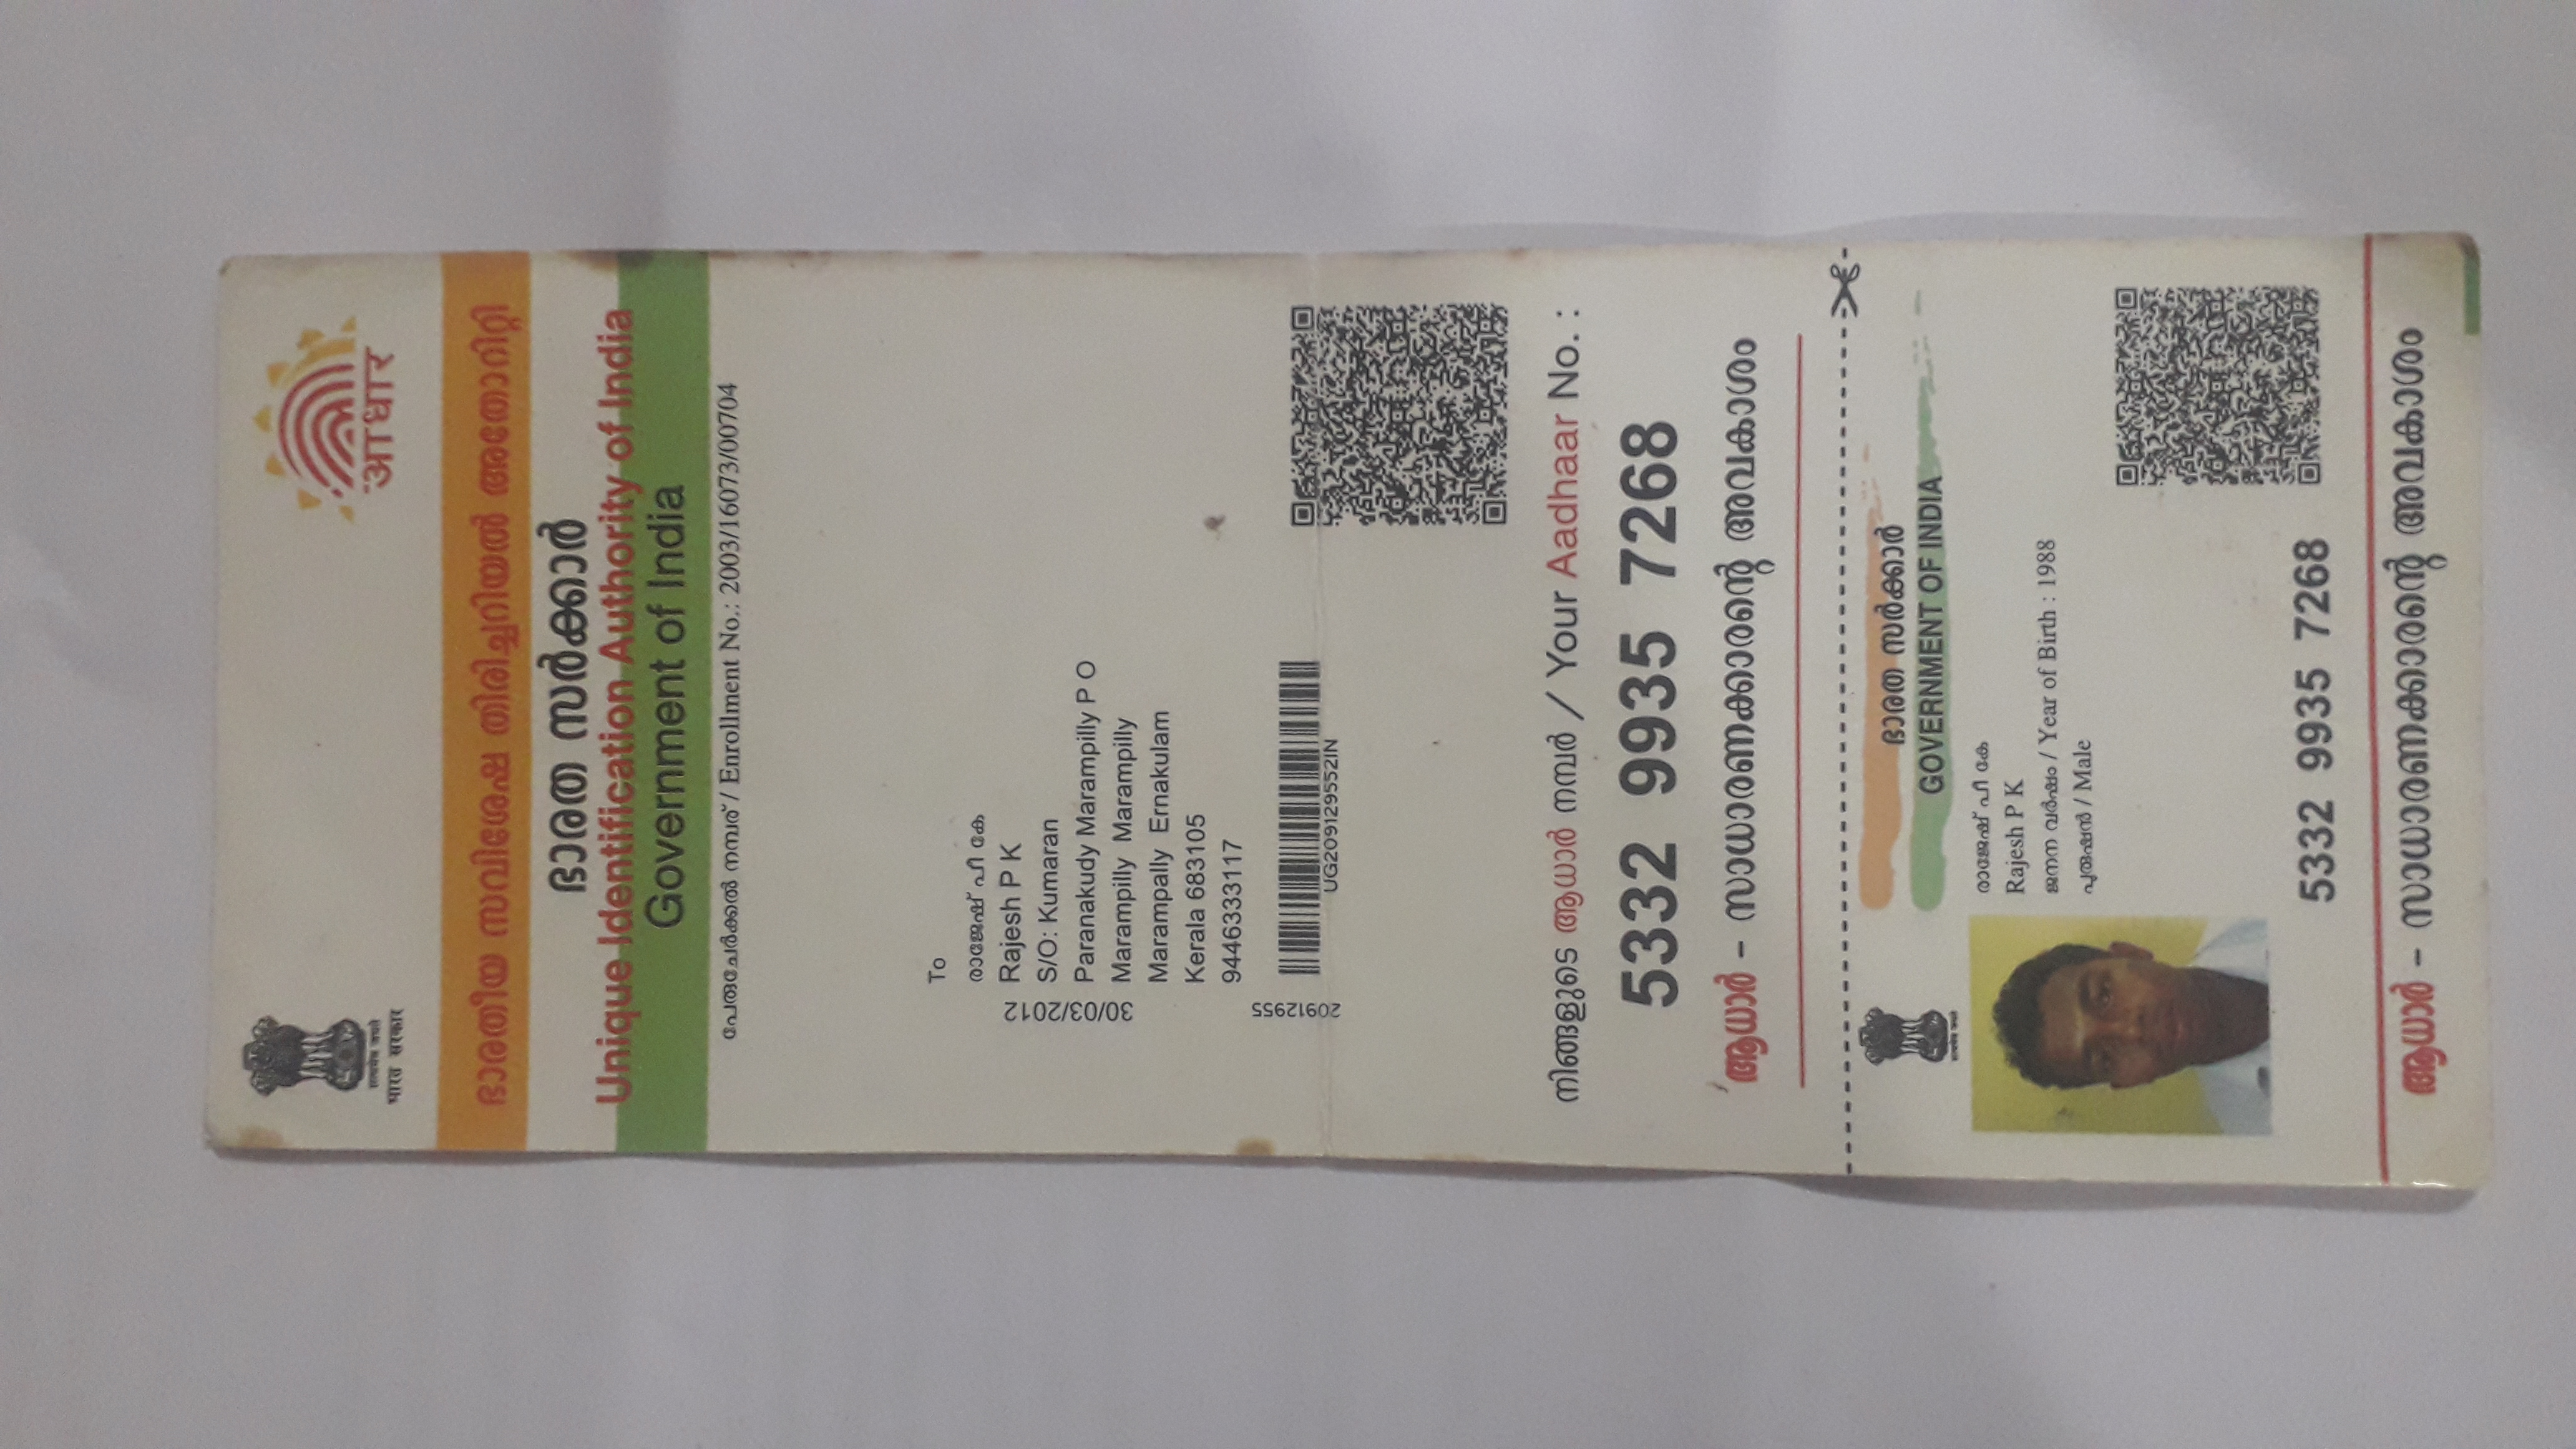 सत्यमेव जयते
भारत सरकार
आधार
ഭാരതീയ സവിശേഷ തിരിച്ചറിയൽ അതോറിറ്റി
ഭാരത സർക്കാർ
Unique Identification Authority of India
Government of India
പേരുചേർക്കൽ നമ്പര് / Enrollment No.: 2003/16073/00704
To
രാജേഷ് പീ കേ
Rajesh P K
S/O: Kumaran
Paranakudy Marampilly P O
Marampilly Marampilly
Marampally Ernakulam
Kerala 683105
9446333117
30/03/2012
20912955
UG209129552IN
നിങ്ങളുടെ ആധാർ നമ്പർ / Your Aadhaar No. :
5332 9935 7268
ആധാർ - സാധാരണക്കാരന്റെ അവകാശം
सत्यमेव जयते
ഭാരത സർക്കാർ
GOVERNMENT OF INDIA
രാജേഷ് പീ കേ
Rajesh P K
ജനന വർഷം / Year of Birth : 1988
പുരുഷൻ / Male
5332 9935 7268
ആധാർ - സാധാരണക്കാരന്റെ അവകാശം